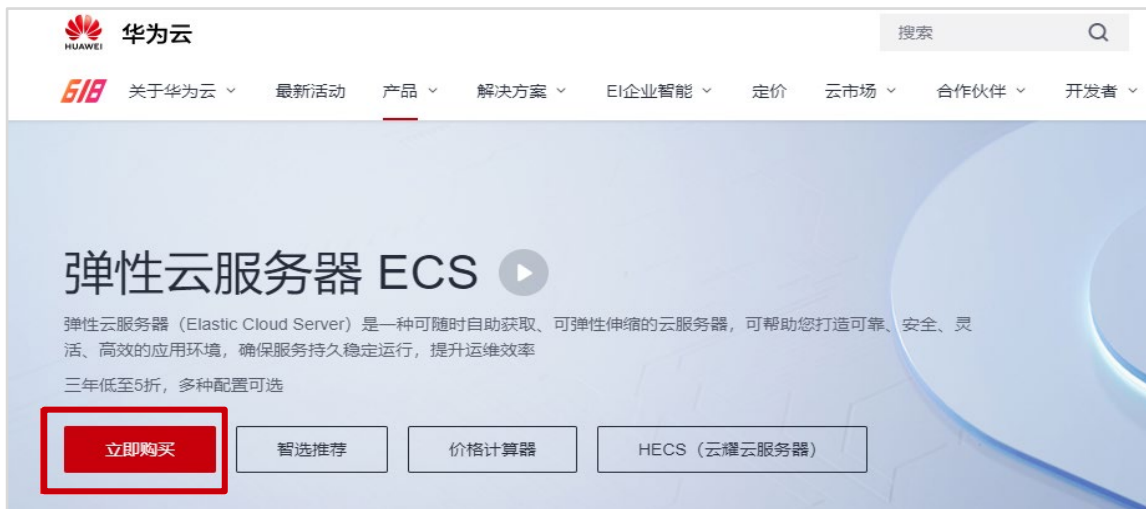 HUAWEI 华为云
搜索
618 关于华为云 最新活动 产品 解决方案 EI企业智能 定价 云市场 合作伙伴 开发者
弹性云服务器 ECS
弹性云服务器（Elastic Cloud Server）是一种可随时自助获取、可弹性伸缩的云服务器，可帮助您打造可靠、安全、灵
活、高效的应用环境，确保服务持久稳定运行，提升运维效率
三年低至5折，多种配置可选
立即购买 智选推荐 价格计算器 HECS（云耀云服务器）